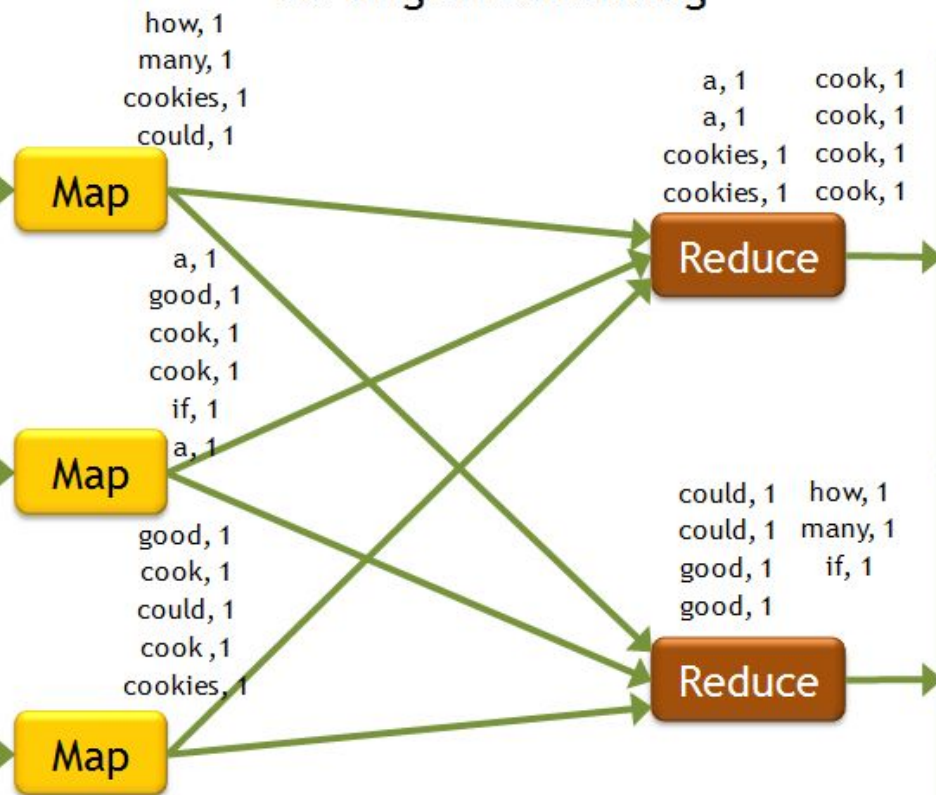 how, 1
many, 1
cookies, 1
could, 1
Map
a, 1
good, 1
cook, 1
cook, 1
if, 1
a, 1
Map
good, 1
cook, 1
could, 1
cook ,1
cookies, 1
Map
a, 1 cook, 1
a, 1 cook, 1
cookies, 1 cook, 1
cookies, 1 cook, 1
Reduce
could, 1 how, 1
could, 1 many, 1
good, 1 if, 1
good, 1
Reduce